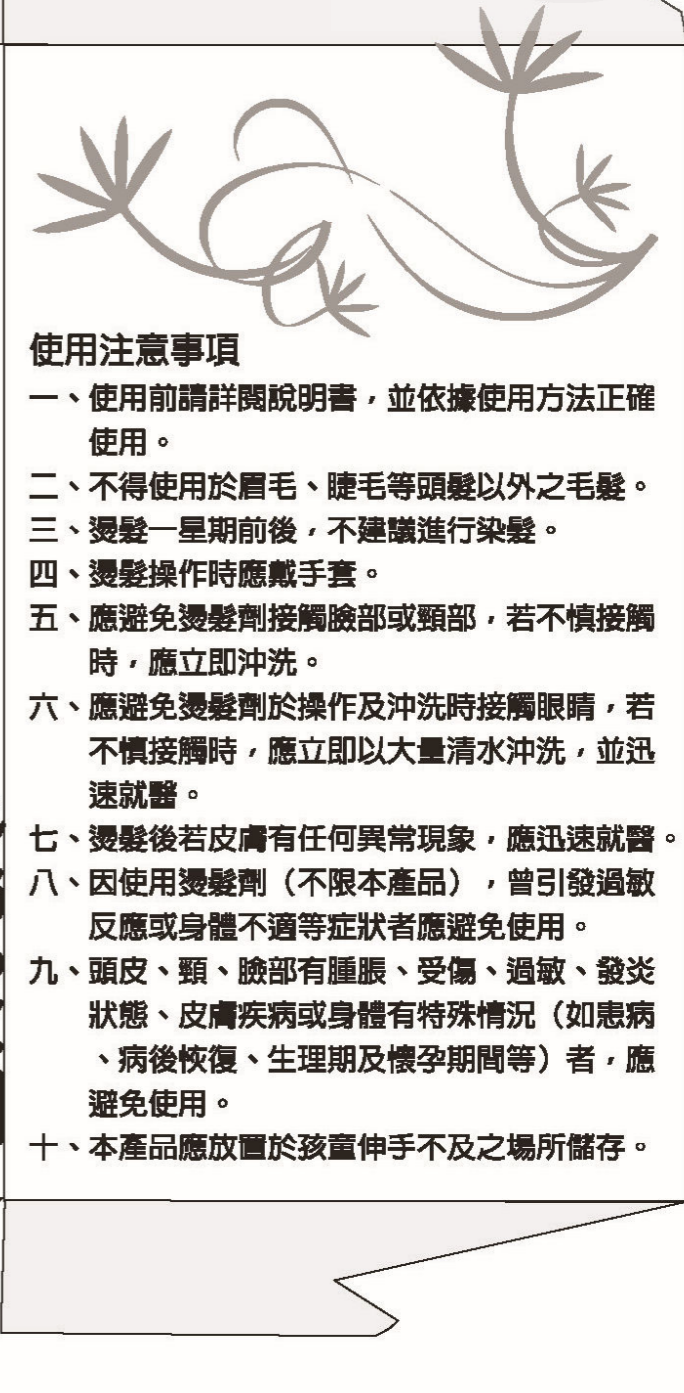 使用注意事項
一、使用前請詳閱說明書，並依據使用方法正確
使用。
二、不得使用於眉毛、睫毛等頭髮以外之毛髮。
三、燙髮一星期前後，不建議進行染髮。
四、燙髮操作時應戴手套。
五、應避免燙髮劑接觸臉部或頸部，若不慎接觸
時，應立即沖洗。
六、應避免燙髮劑於操作及沖洗時接觸眼睛，若
不慎接觸時，應立即以大量清水沖洗，並迅
速就醫。
七、燙髮後若皮膚有任何異常現象，應迅速就醫。
八、因使用燙髮劑（不限本產品），曾引發過敏
反應或身體不適等症狀者應避免使用。
九、頭皮、頸、臉部有腫脹、受傷、過敏、發炎
狀態、皮膚疾病或身體有特殊情況（如患病
、病後恢復、生理期及懷孕期間等）者，應
避免使用。
十、本產品應放置於孩童伸手不及之場所儲存。